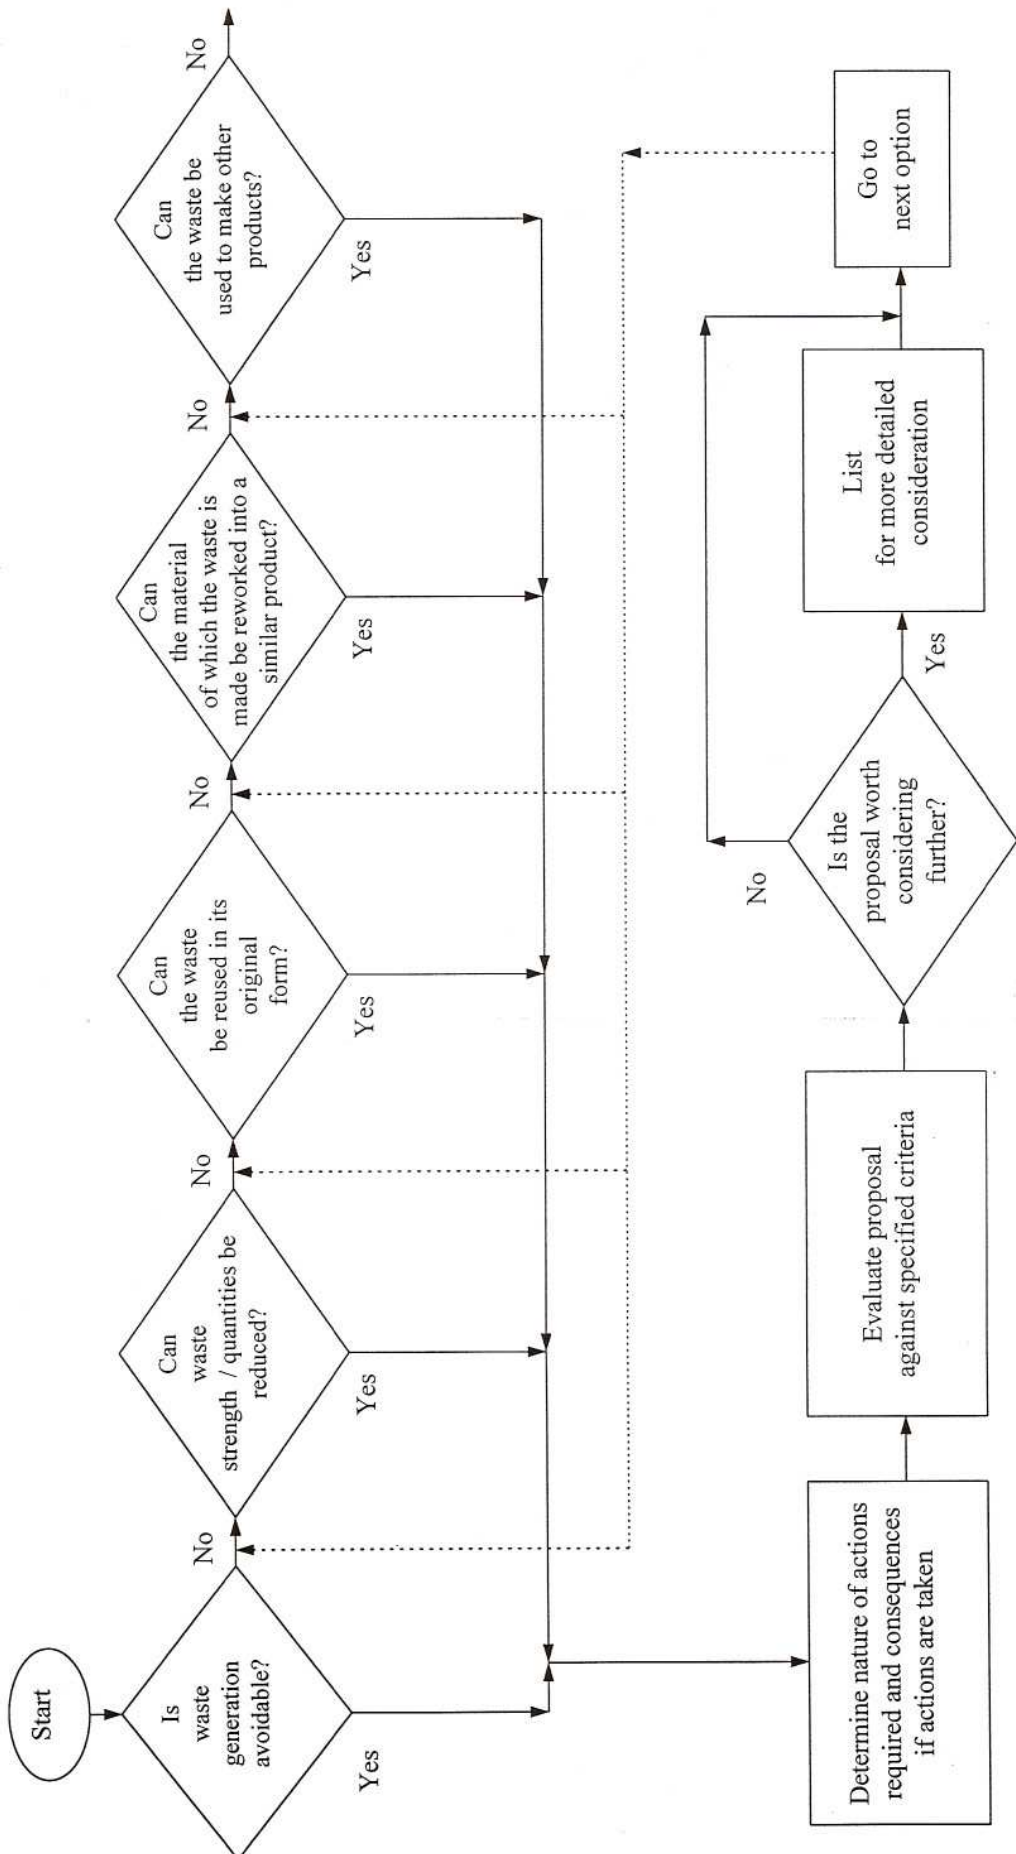 Start
Is
waste
generation
avoidable?
No
Yes
Can
waste
strength / quantities be
reduced?
No
Yes
Can
the waste
be reused in its
original
form?
No
Yes
Can
the material
of which the waste is
made be reworked into a
similar product?
No
Yes
Can
the waste be
used to make other
products?
No
Yes
Determine nature of actions
required and consequences
if actions are taken
Evaluate proposal
against specified criteria
Is the
proposal worth
considering
further?
No
Yes
List
for more detailed
consideration
Go to
next option